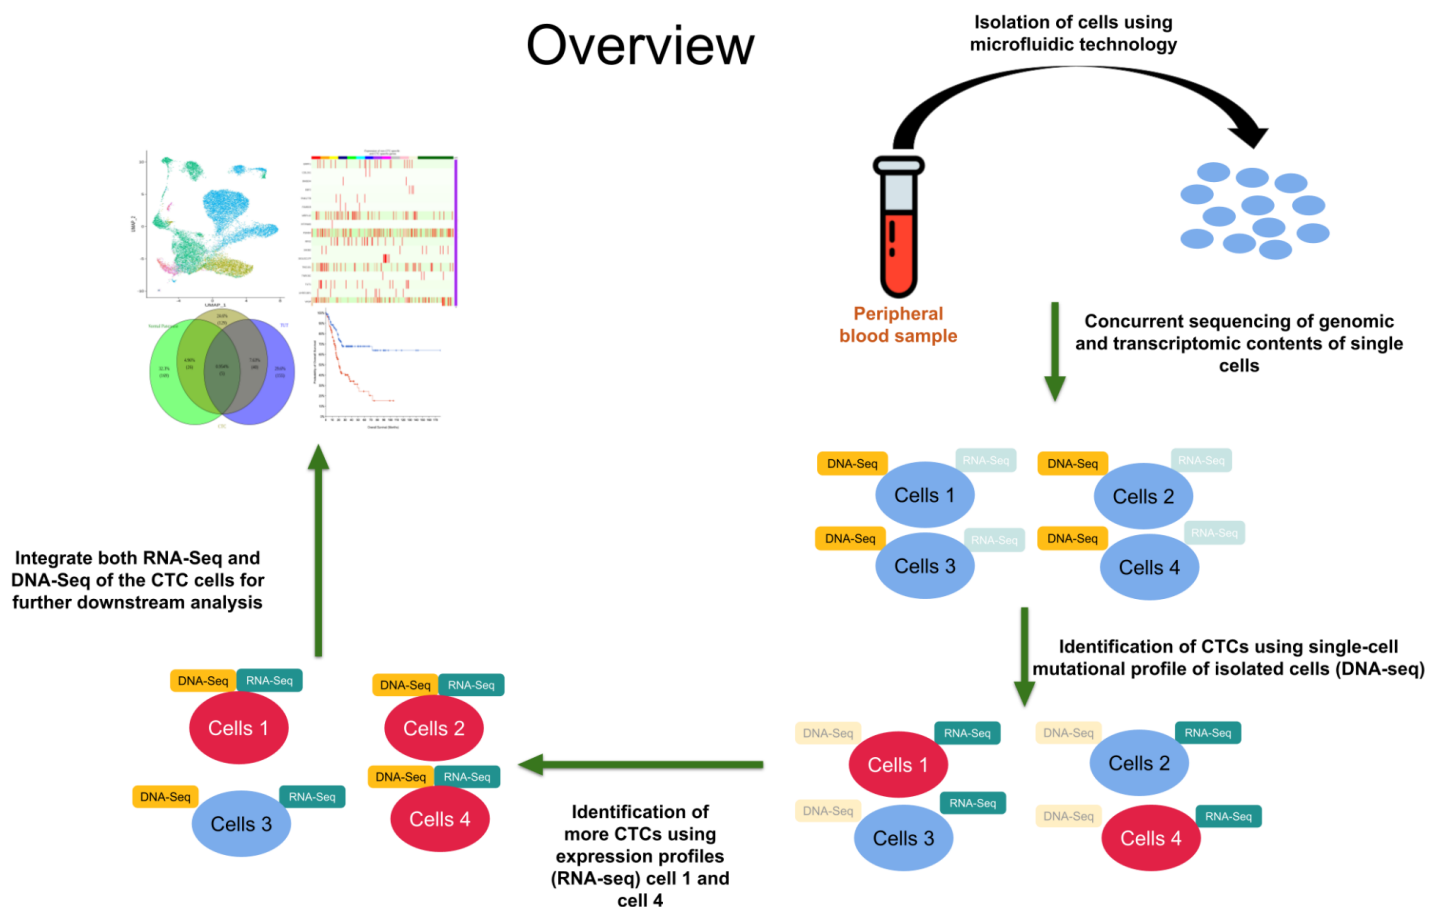 Overview
Isolation of cells using
microfluidic technology
Peripheral
blood sample
Concurrent sequencing of genomic
and transcriptomic contents of single
cells
DNA-Seq
RNA-Seq
Cells 1
DNA-Seq
RNA-Seq
Cells 2
DNA-Seq
RNA-Seq
Cells 3
DNA-Seq
RNA-Seq
Cells 4
Identification of CTCs using single-cell
mutational profile of isolated cells (DNA-seq)
DNA-Seq
RNA-Seq
Cells 1
DNA-Seq
RNA-Seq
Cells 2
DNA-Seq
RNA-Seq
Cells 3
DNA-Seq
RNA-Seq
Cells 4
Identification of
more CTCs using
expression profiles
(RNA-seq) cell 1 and
cell 4
DNA-Seq
RNA-Seq
Cells 1
DNA-Seq
RNA-Seq
Cells 2
DNA-Seq
RNA-Seq
Cells 3
DNA-Seq
RNA-Seq
Cells 4
Integrate both RNA-Seq and
DNA-Seq of the CTC cells for
further downstream analysis
UMAP_2
UMAP_1
CTC